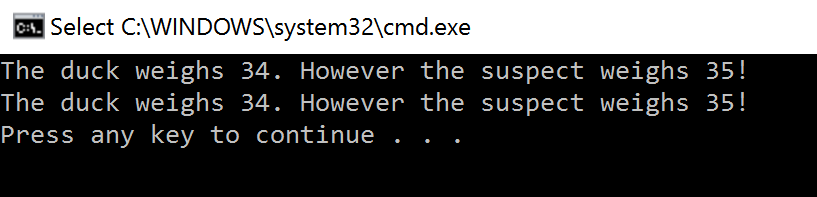 Select C:\WINDOWS\system32\cmd.exe
The duck weighs 34. However the suspect weighs 35!
The duck weighs 34. However the suspect weighs 35!
Press any key to continue . . .